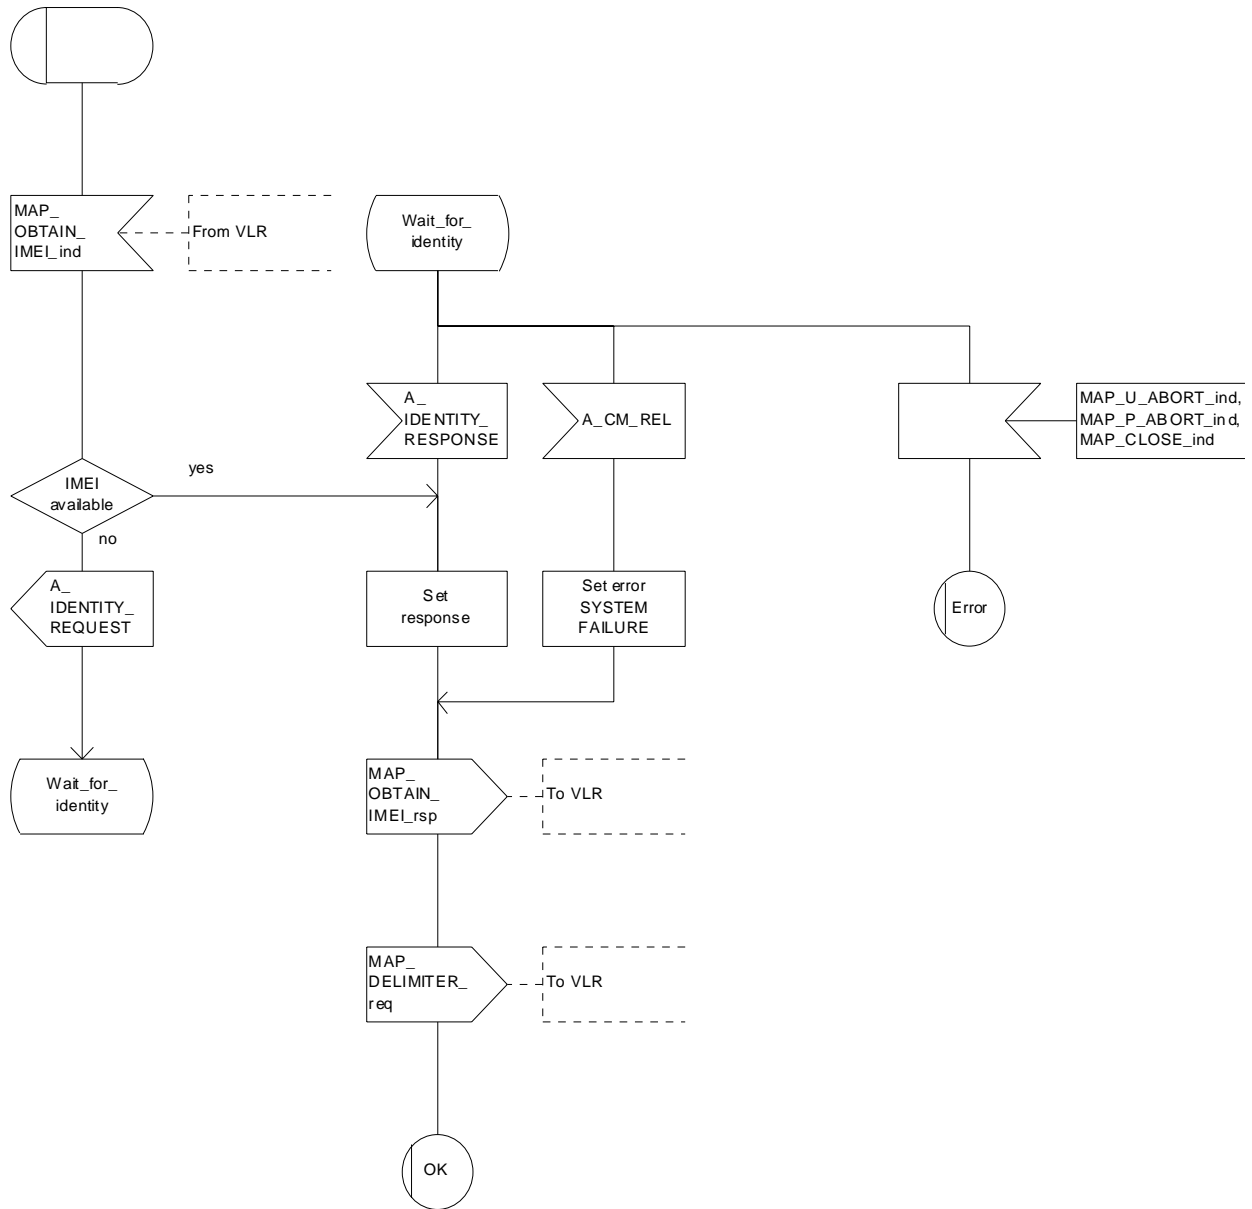 MAP_
OBTAIN_
IMEI_ind
From VLR
Wait_for_
identity
A_
IDENTITY_
RESPONSE
A_CM_REL
MAP_U_ABORT_ind,
MAP_P_ABORT_ind,
MAP_CLOSE_ind
IMEI
available
yes
no
A_
IDENTITY_
REQUEST
Set
response
Set error
SYSTEM
FAILURE
Error
Wait_for_
identity
MAP_
OBTAIN_
IMEI_rsp
To VLR
MAP_
DELIMITER_
req
To VLR
OK